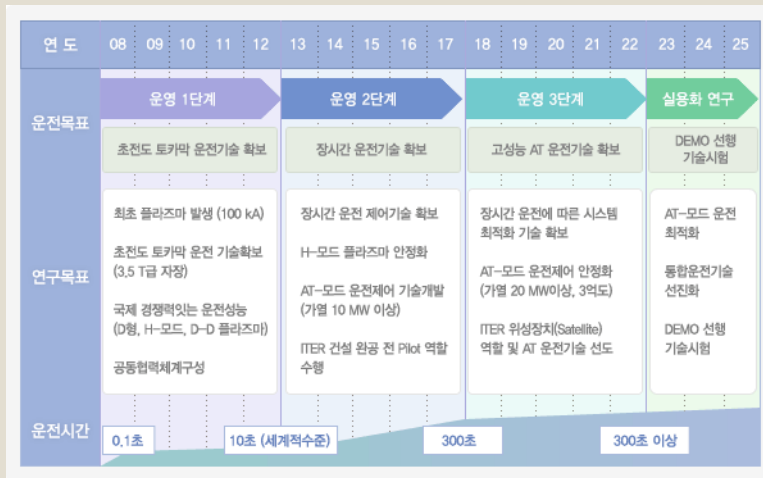 연 도 08 09 10 11 12 13 14 15 16 17 18 19 20 21 22 23 24 25
운전목표
운영 1단계
운영 2단계
운영 3단계
실용화 연구
초전도 토카막 운전기술 확보
장시간 운전기술 확보
고성능 AT 운전기술 확보
DEMO 선행
기술시험
연구목표
최초 플라즈마 발생 (100 kA)
초전도 토카막 운전 기술확보
(3.5 T급 자장)
국제 경쟁력잇는 운전성능
(D형, H-모드, D-D 플라즈마)
공동협력체계구성
장시간 운전 제어기술 확보
H-모드 플라즈마 안정화
AT-모드 운전제어 기술개발
(가열 10 MW 이상)
ITER 건설 완공 전 Pilot 역할
수행
장시간 운전에 따른 시스템
최적화 기술 확보
AT-모드 운전제어 안정화
(가열 20 MW이상, 3억도)
ITER 위성장치(Satellite)
역할 및 AT 운전기술 선도
AT-모드 운전
최적화
통합운전기술
선진화
DEMO 선행
기술시험
운전시간
0.1초
10초 (세계적수준)
300초
300초 이상